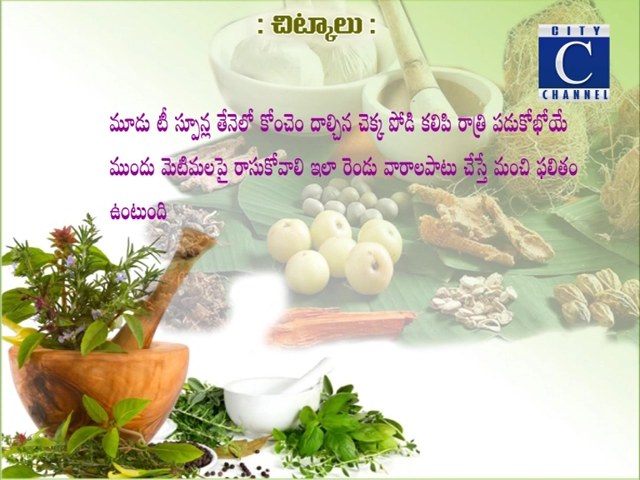 : చిట్కాలు :
CITY
C
CHANNEL
మూడు టీ స్పూన్ల తేనెలో కోంచెం దాల్చిన చెక్క పోడి కలిపి రాత్రి పడుకోభోయే
ముందు మెటిమలపై రాసుకోవాలి ఇలా రెండు వారాలపాటు చేస్తే మంచి ఫలితం
ఉంటుంది